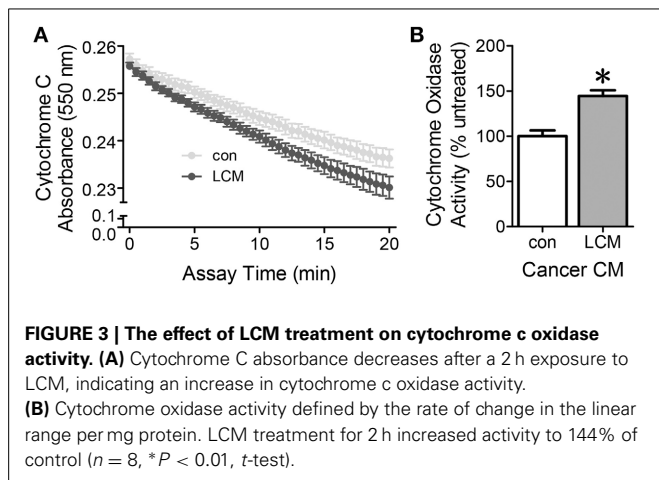 A
Cytochrome C
Absorbance (550 nm)
0.26
0.25
0.24
0.23
0.1
0.0
con
LCM
0
5
10
15
20
Assay Time (min)
B
Cytochrome Oxidase
Activity (% untreated)
200
150
100
50
0
*
con
LCM
Cancer CM
FIGURE 3 | The effect of LCM treatment on cytochrome c oxidase
activity. (A) Cytochrome C absorbance decreases after a 2 h exposure to
LCM, indicating an increase in cytochrome c oxidase activity.
(B) Cytochrome oxidase activity defined by the rate of change in the linear
range per mg protein. LCM treatment for 2 h increased activity to 144% of
control (n = 8, *P < 0.01, t-test).